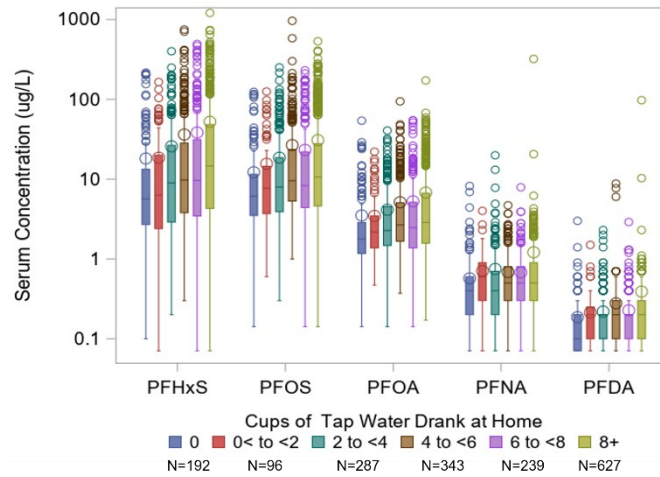 Serum Concentration (ug/L)
1000
100
10
1
0.1
PFHxS PFOS PFOA PFNA PFDA
Cups of Tap Water Drank at Home
0 0< to <2 2 to <4 4 to <6 6 to <8 8+
N=192 N=96 N=287 N=343 N=239 N=627